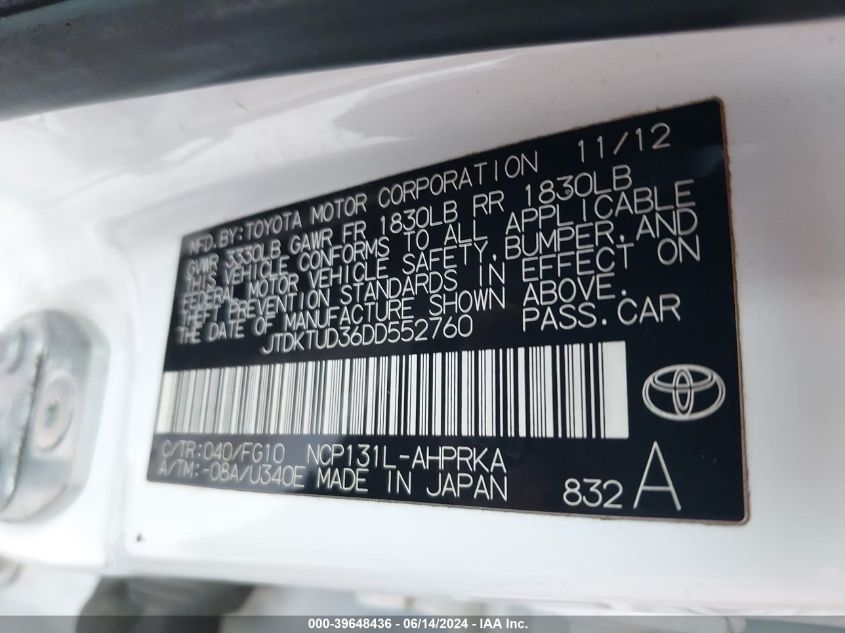 MFD. BY: TOYOTA MOTOR CORPORATION 11/12
GVWR 3330LB GAWR FR 1830LB RR 1830LB
THIS VEHICLE CONFORMS TO ALL APPLICABLE
FEDERAL MOTOR VEHICLE SAFETY, BUMPER, AND
THEFT PREVENTION STANDARDS IN EFFECT ON
THE DATE OF MANUFACTURE SHOWN ABOVE.
JTDKTUD36DD552760 PASS. CAR
C/TR: 040/FG10 NCP131L-AHPRKA
A/TM: -08A/U340E MADE IN JAPAN
832 A
000-39648436 - 06/14/2024 - IAA Inc.